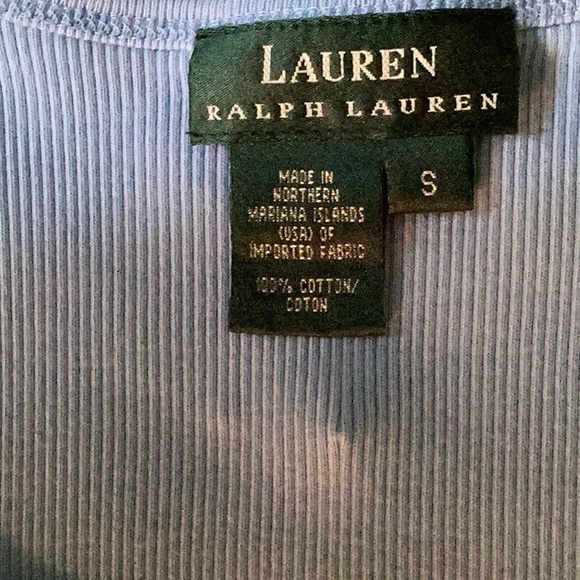 LAUREN
RALPH LAUREN
S
MADE IN
NORTHERN
MARIANA ISLANDS
(USA) OF
IMPORTED FABRIC
100% COTTON/
COTON